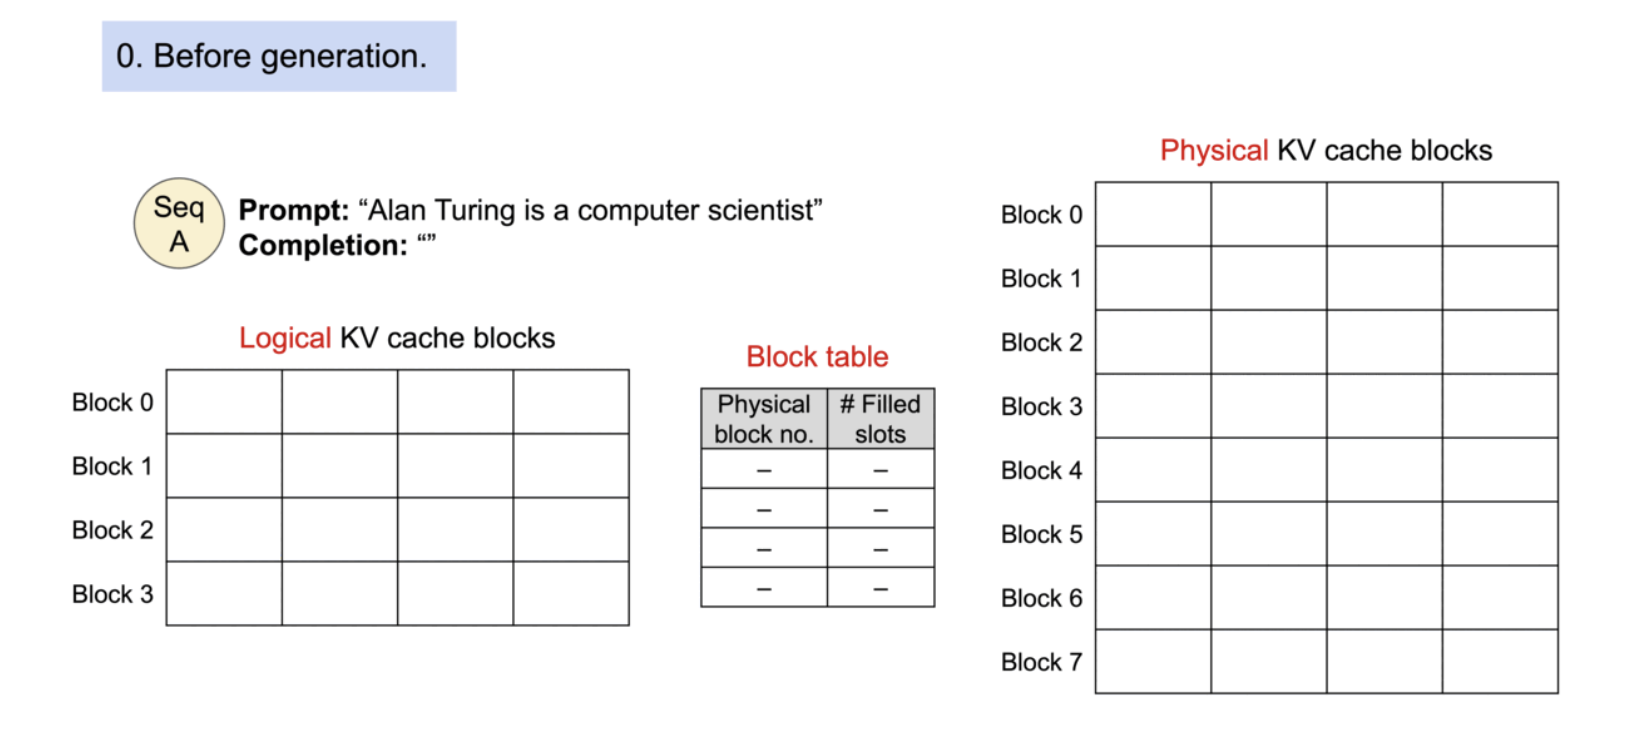 0. Before generation.
Seq
A
Prompt: “Alan Turing is a computer scientist”
Completion: “”
Logical KV cache blocks
Block 0
Block 1
Block 2
Block 3
Block table
Physical block no.
# Filled slots
– –
– –
– –
– –
Physical KV cache blocks
Block 0
Block 1
Block 2
Block 3
Block 4
Block 5
Block 6
Block 7